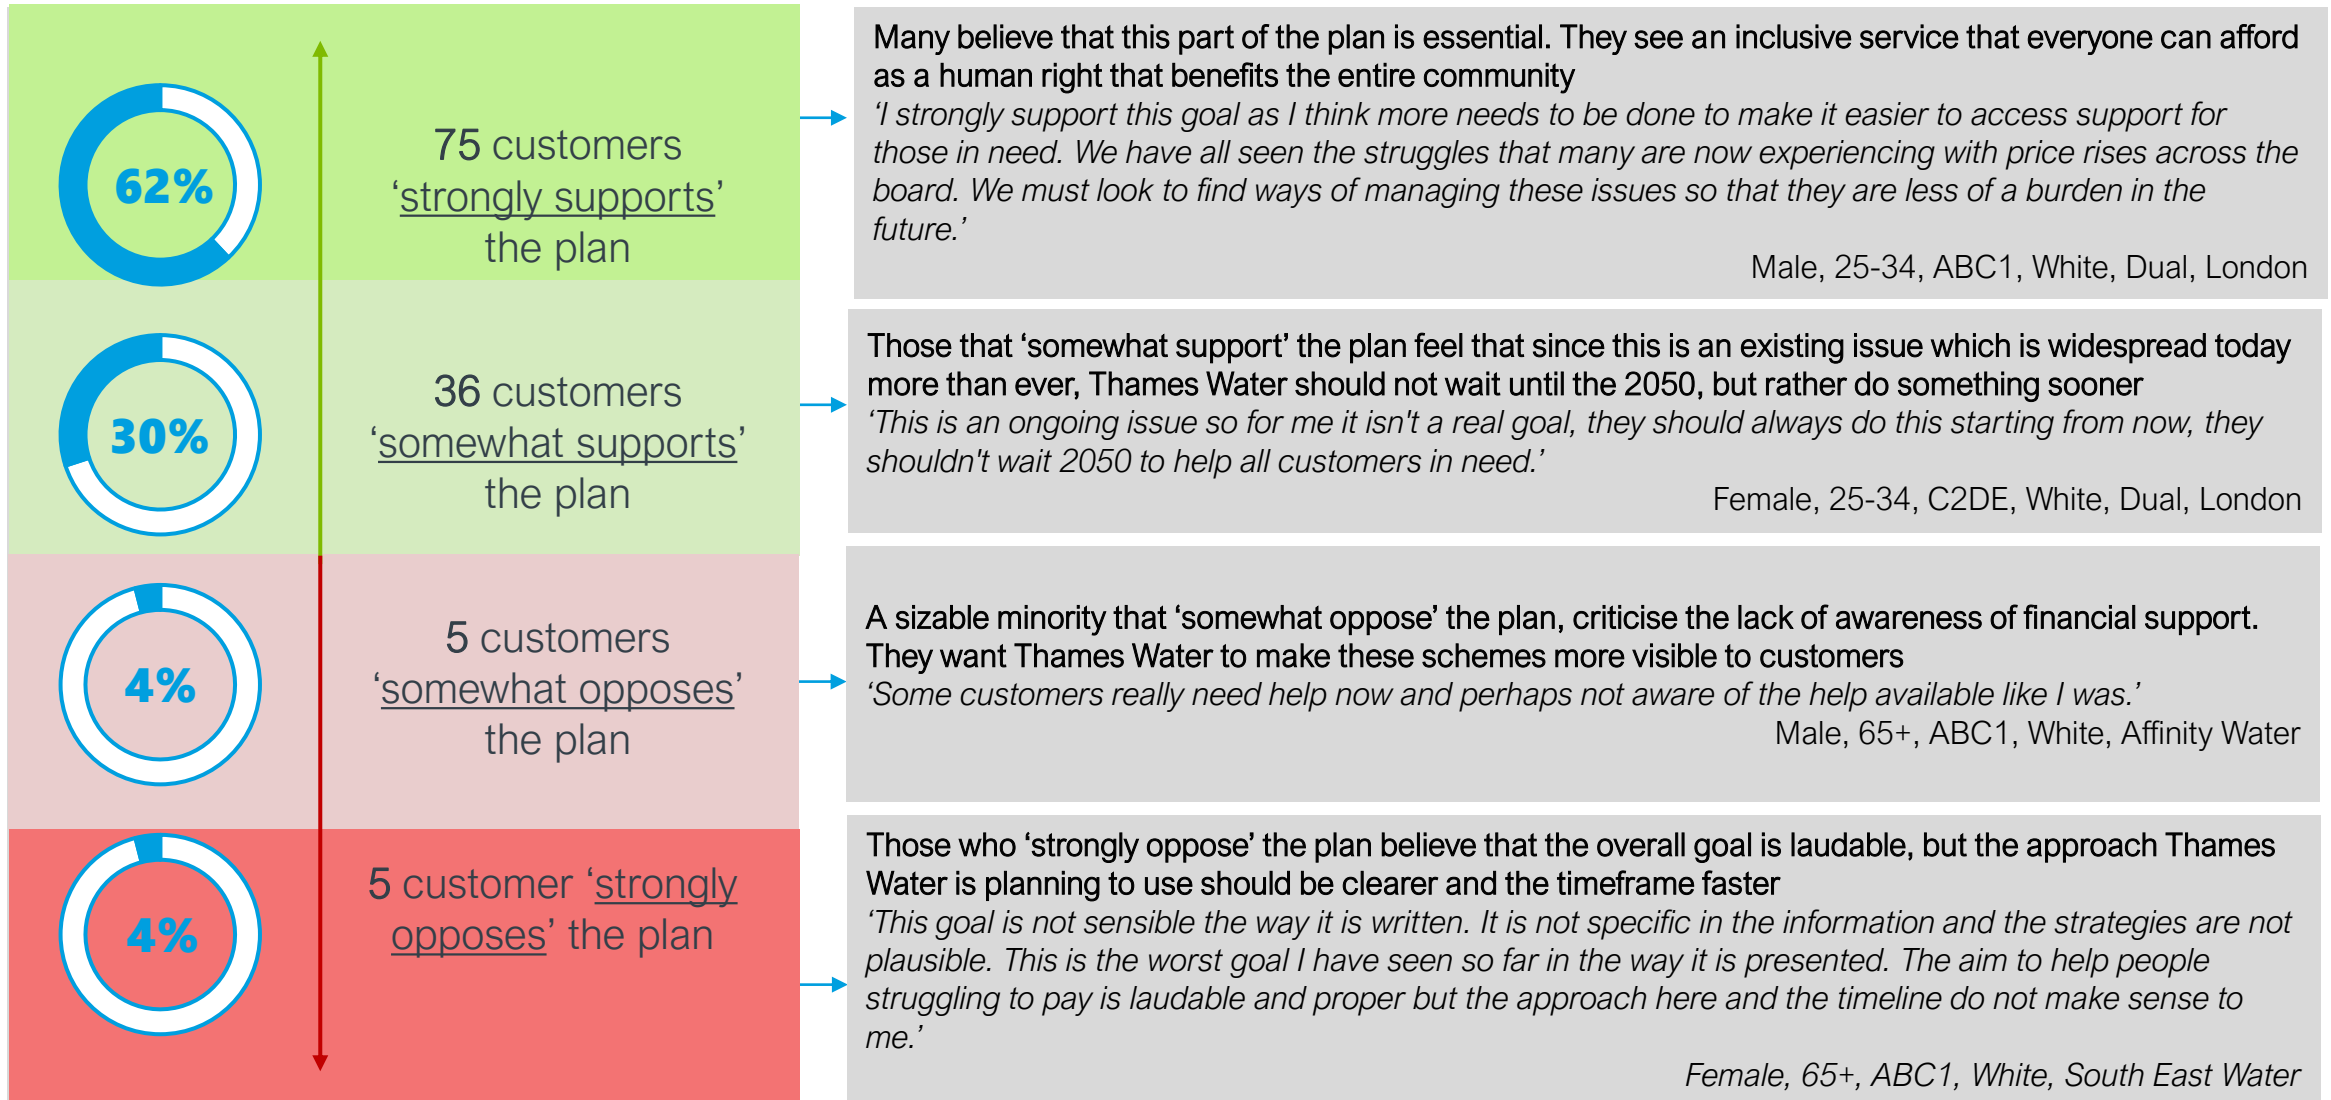 62%
75 customers
‘strongly supports’
the plan
Many believe that this part of the plan is essential. They see an inclusive service that everyone can afford
as a human right that benefits the entire community
‘I strongly support this goal as I think more needs to be done to make it easier to access support for
those in need. We have all seen the struggles that many are now experiencing with price rises across the
board. We must look to find ways of managing these issues so that they are less of a burden in the
future.’
Male, 25-34, ABC1, White, Dual, London
30%
36 customers
‘somewhat supports’
the plan
Those that ‘somewhat support’ the plan feel that since this is an existing issue which is widespread today
more than ever, Thames Water should not wait until the 2050, but rather do something sooner
‘This is an ongoing issue so for me it isn't a real goal, they should always do this starting from now, they
shouldn't wait 2050 to help all customers in need.’
Female, 25-34, C2DE, White, Dual, London
4%
5 customers
‘somewhat opposes’
the plan
A sizable minority that ‘somewhat oppose’ the plan, criticise the lack of awareness of financial support.
They want Thames Water to make these schemes more visible to customers
‘Some customers really need help now and perhaps not aware of the help available like I was.’
Male, 65+, ABC1, White, Affinity Water
4%
5 customer ‘strongly
opposes’ the plan
Those who ‘strongly oppose’ the plan believe that the overall goal is laudable, but the approach Thames
Water is planning to use should be clearer and the timeframe faster
‘This goal is not sensible the way it is written. It is not specific in the information and the strategies are not
plausible. This is the worst goal I have seen so far in the way it is presented. The aim to help people
struggling to pay is laudable and proper but the approach here and the timeline do not make sense to
me.’
Female, 65+, ABC1, White, South East Water